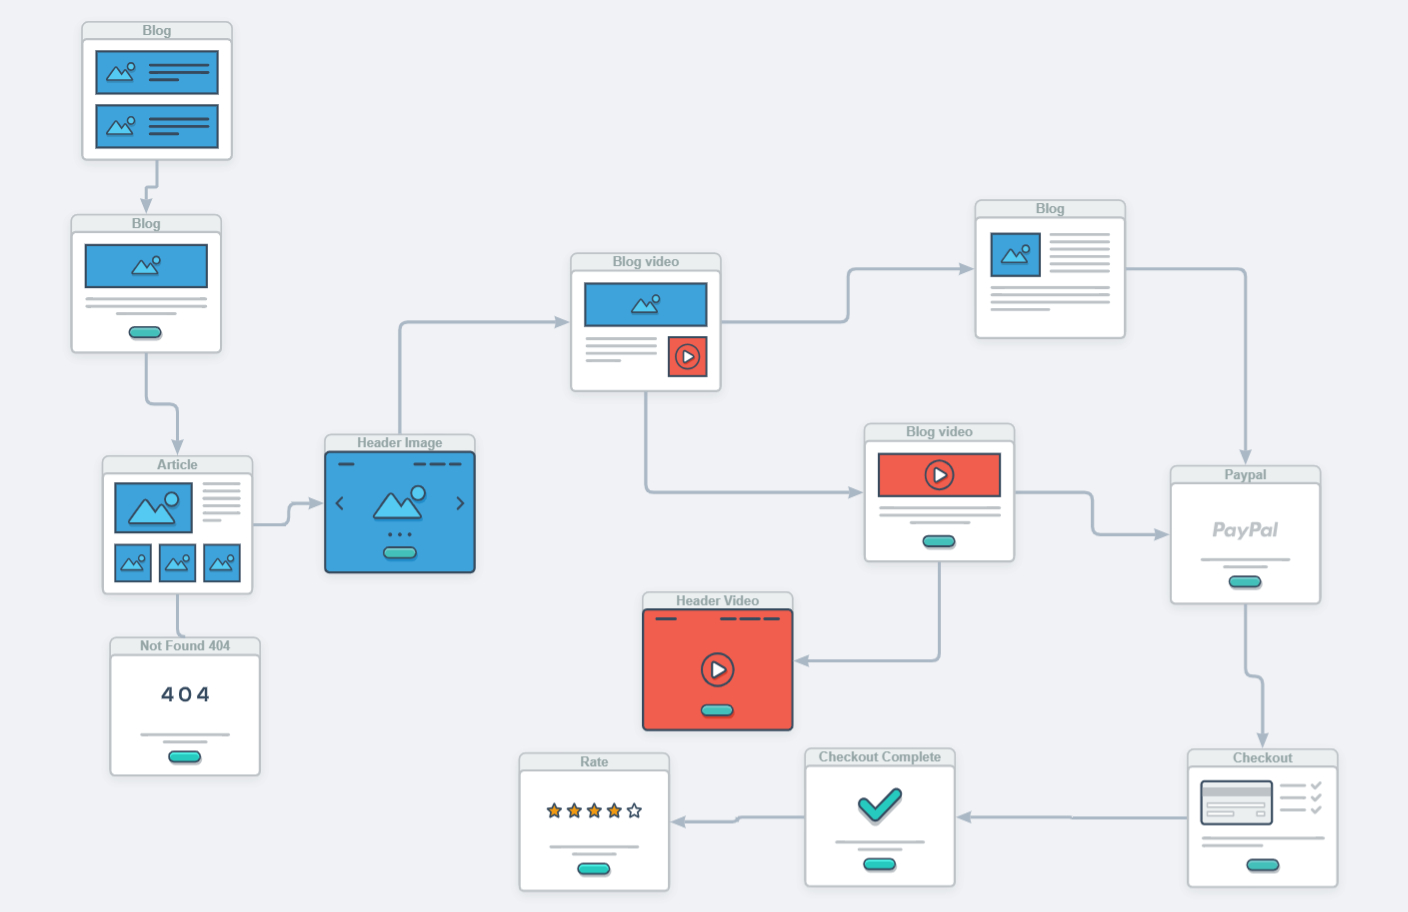 Blog
Blog
Article
Not Found 404
404
Header Image
Blog video
Blog
Blog video
Header Video
Paypal
PayPal
Checkout
Checkout Complete
Rate